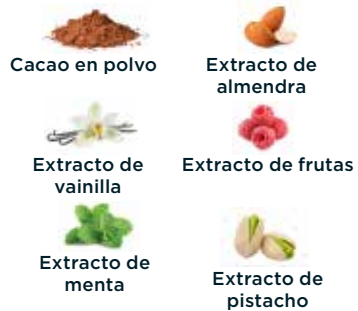 Cacao en polvo
Extracto de
almendra
Extracto de
vainilla
Extracto de frutas
Extracto de
menta
Extracto de
pistacho